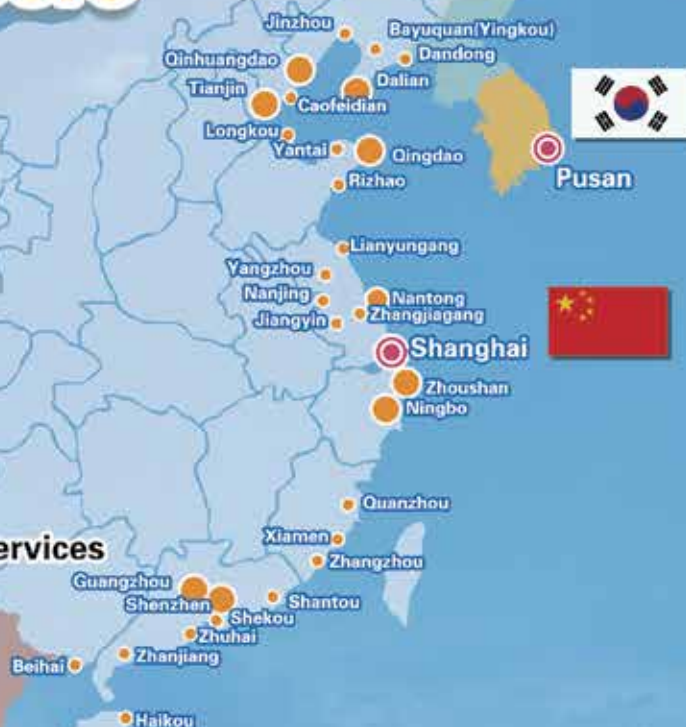 Jinzhou
Bayuquan(Yingkou)
Dandong
Qinhuangdao
Dalian
Tianjin
Caofeidian
Longkou
Yantai
Qingdao
Rizhao
Pusan
Lianyungang
Yangzhou
Nanjing
Nantong
Zhangjiagang
Jiangyin
Shanghai
Zhoushan
Ningbo
Quanzhou
Xiamen
ervices
Zhangzhou
Guangzhou
Shenzhen
Shantou
Shekou
Zhuhai
Zhanjiang
Beihai
Haikou